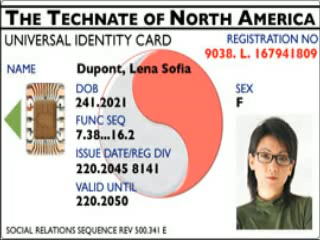 THE TECHNATE OF NORTH AMERICA
UNIVERSAL IDENTITY CARD
REGISTRATION NO
9038. L. 167941809
NAME
Dupont, Lena Sofia
DOB
241.2021
SEX
F
FUNC SEQ
7.38...16.2
ISSUE DATE/REG DIV
220.2045 8141
VALID UNTIL
220.2050
SOCIAL RELATIONS SEQUENCE REV 500.341 E